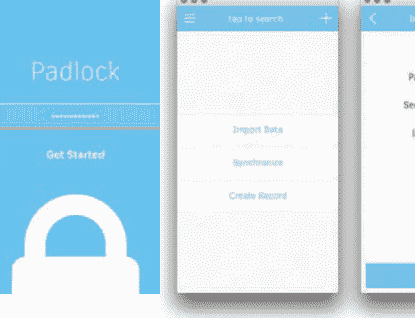 Padlock
Get Started
Tap to search
Import Data
Synchronize
Create Record